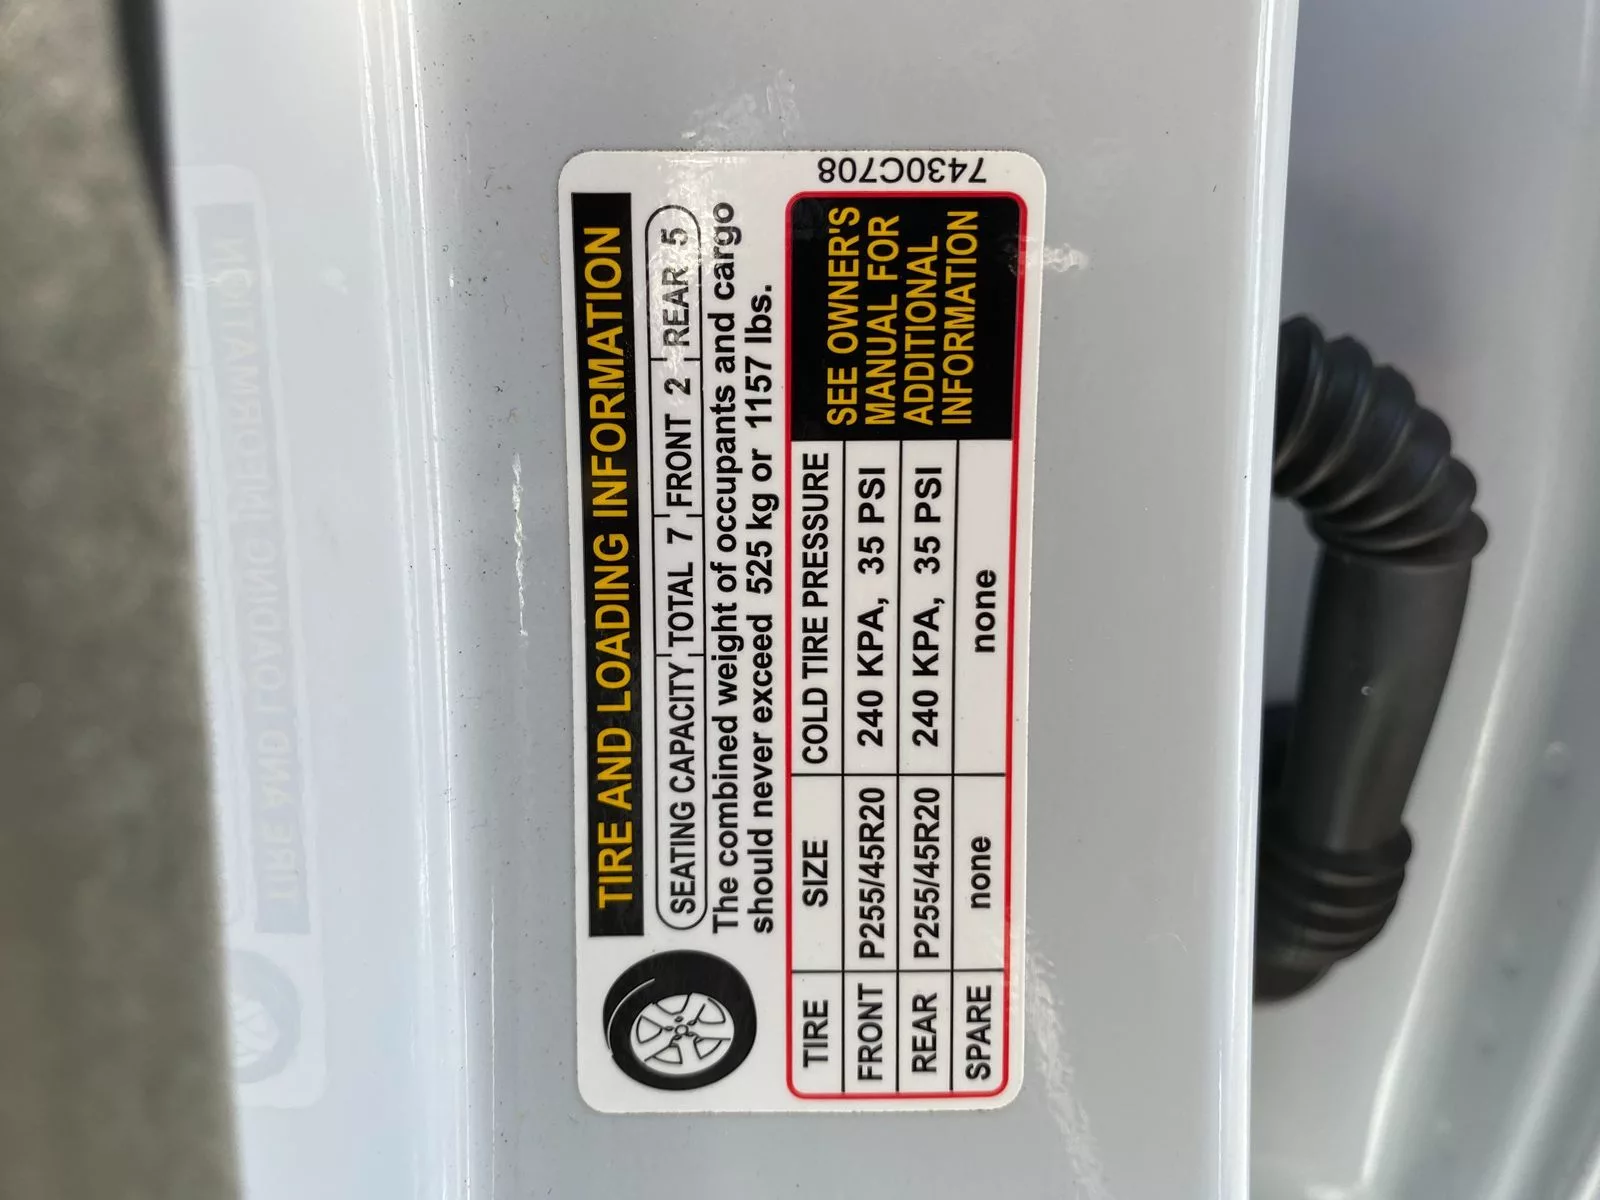 TIRE AND LOADING INFORMATION
SEATING CAPACITY TOTAL 7 FRONT 2 REAR 5
The combined weight of occupants and cargo
should never exceed 525 kg or 1157 lbs.
TIRE SIZE COLD TIRE PRESSURE
FRONT P255/45R20 240 KPA, 35 PSI
REAR P255/45R20 240 KPA, 35 PSI
SPARE none none
SEE OWNER'S
MANUAL FOR
ADDITIONAL
INFORMATION
7430C708